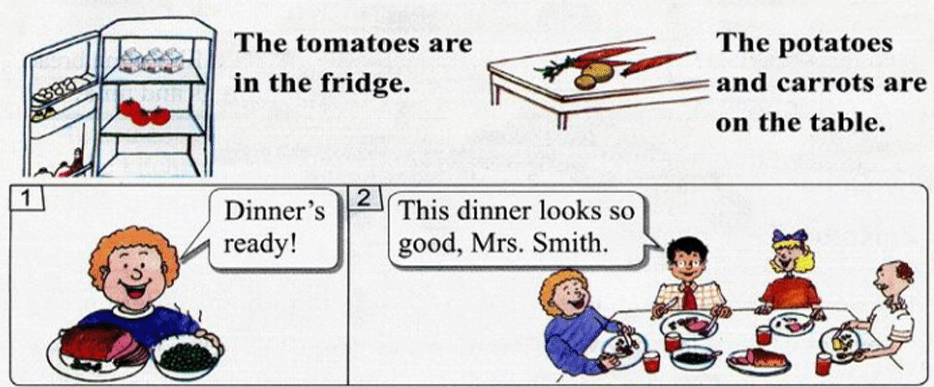 The tomatoes are
in the fridge.
The potatoes
and carrots are
on the table.
1
Dinner's
ready!
2
This dinner looks so
good, Mrs. Smith.